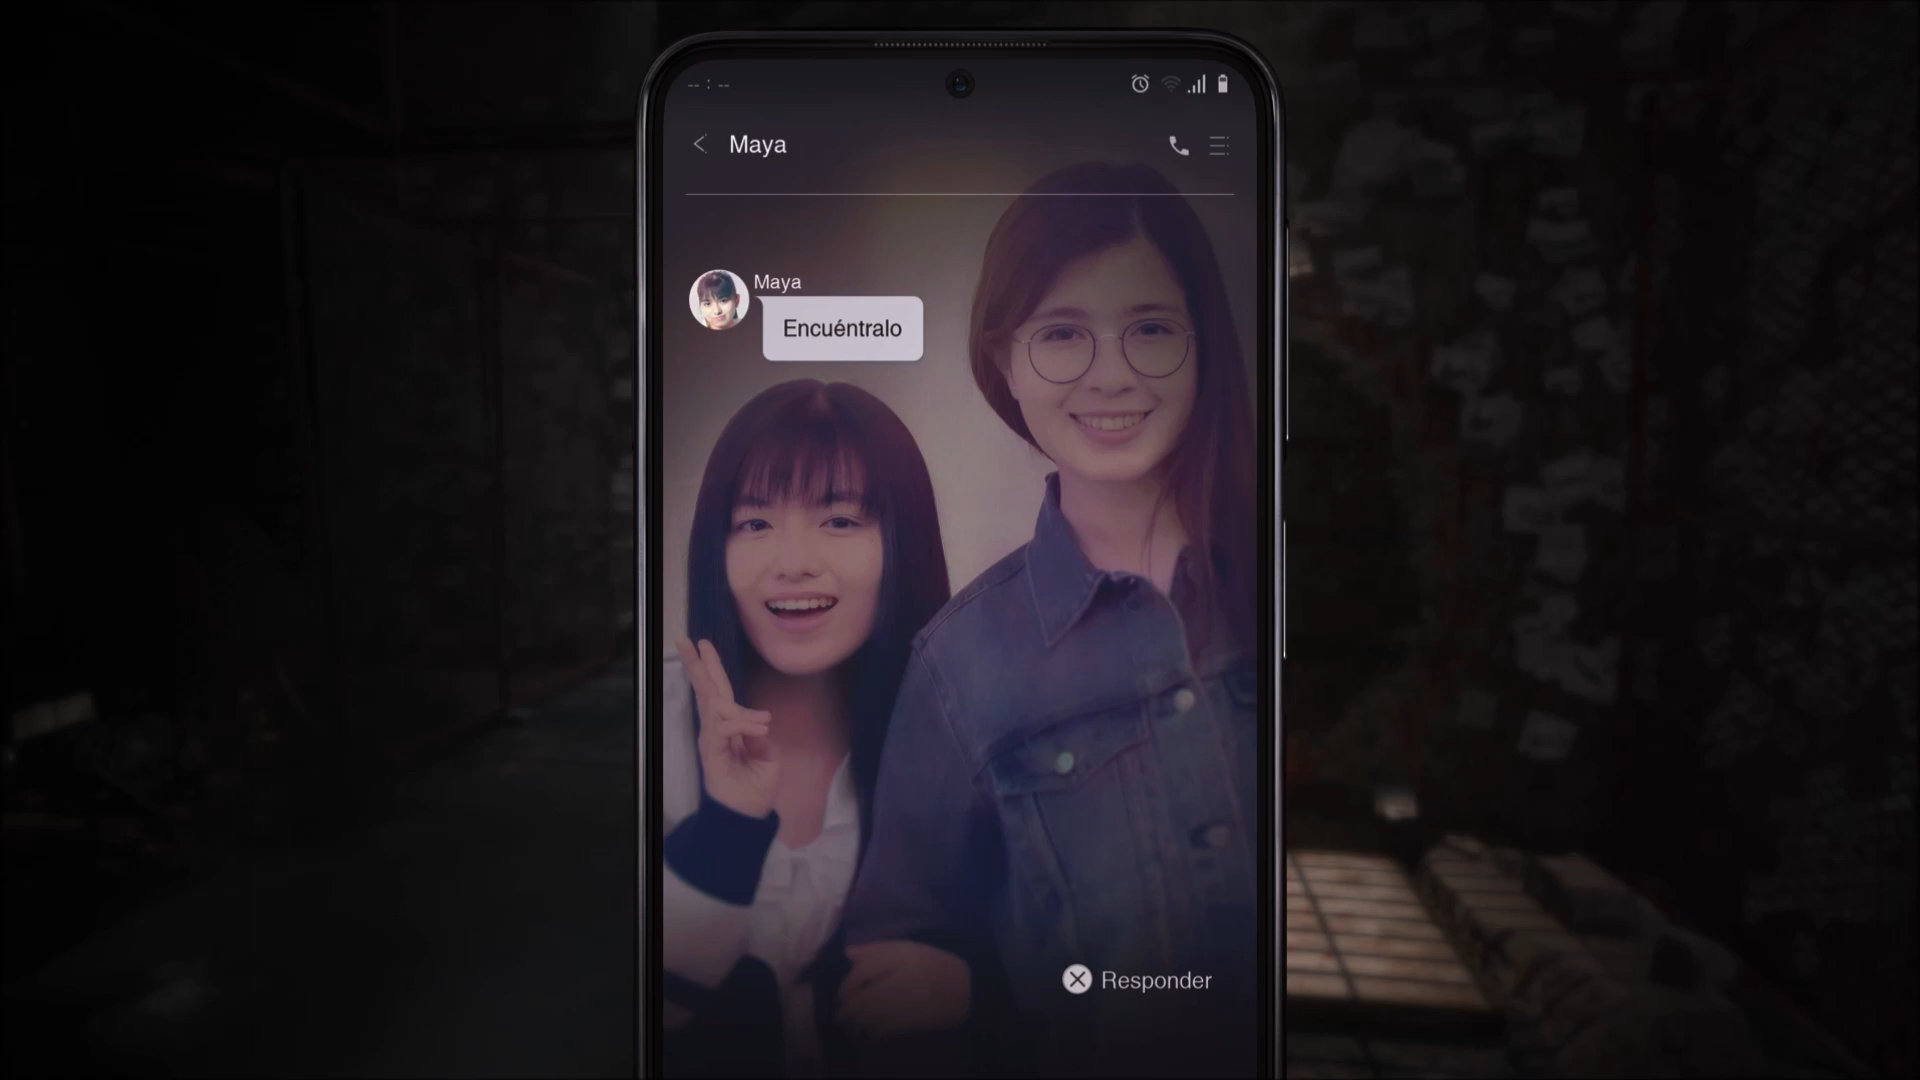 -- : --
Maya
Maya
Encuéntralo
Responder